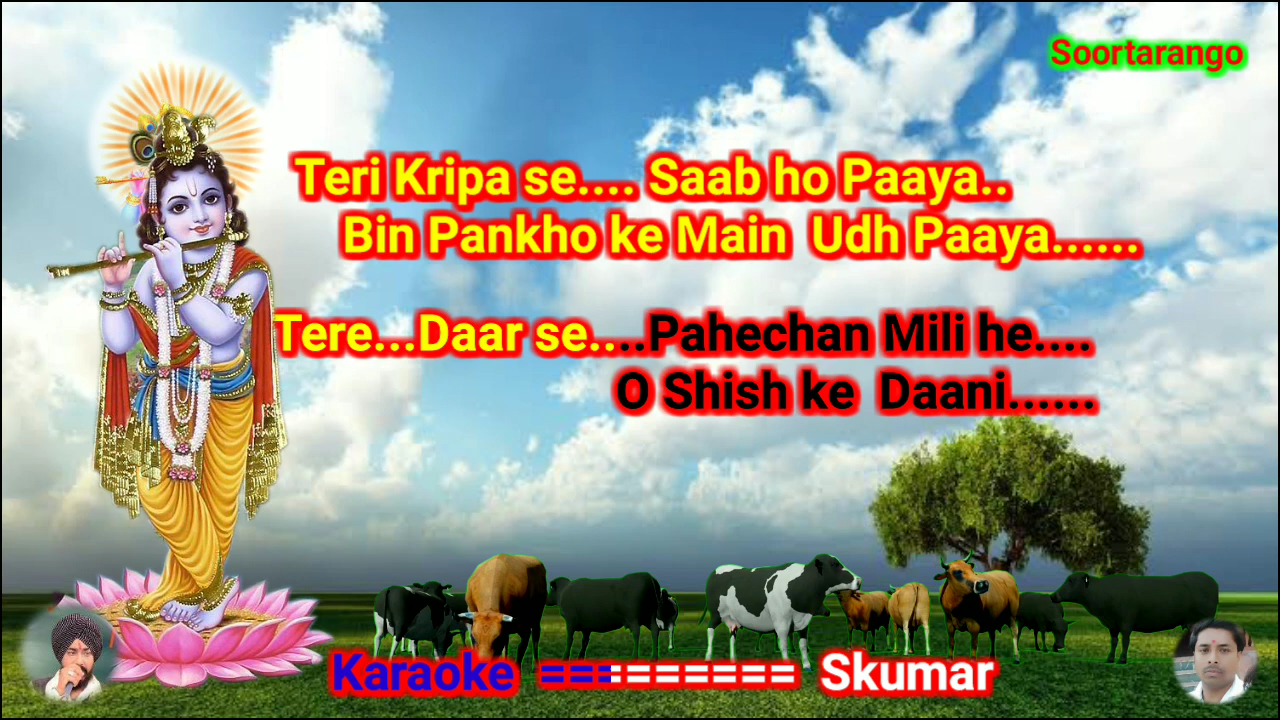 Soortarango
Teri Kripa se.... Saab ho Paaya..
Bin Pankho ke Main Udh Paaya......
Tere...Daar se....Pahechan Mili he....
O Shish ke Daani......
Karaoke ========= Skumar